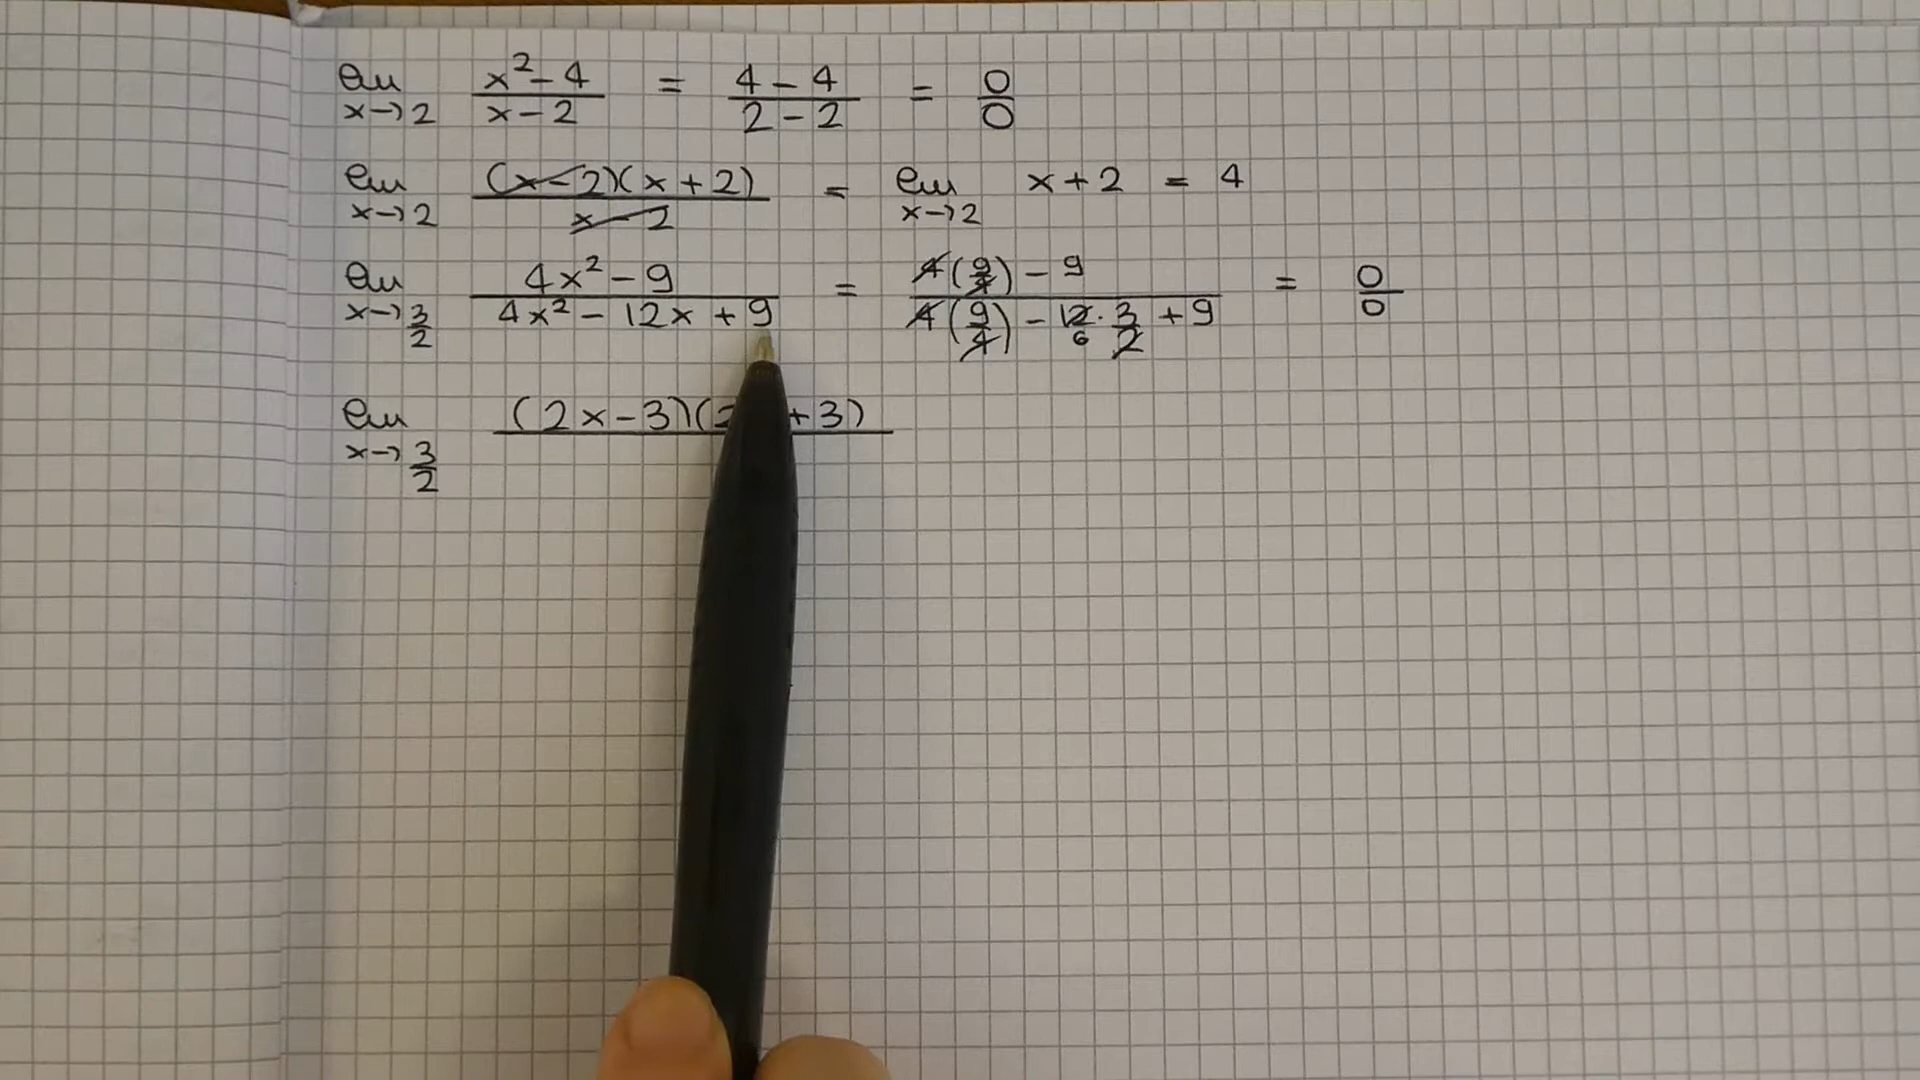 lim x→2 (x² - 4)/(x - 2) = (4 - 4)/(2 - 2) = 0/0
lim x→2 (x - 2)(x + 2)/(x - 2) = lim x→2 x + 2 = 4
lim x→3/2 (4x² - 9)/(4x² - 12x + 9) = (4(9/4) - 9)/(4(9/4) - 12 · 3/2 + 9) = 0/0
6
lim x→3/2 (2x - 3)(2 + 3)